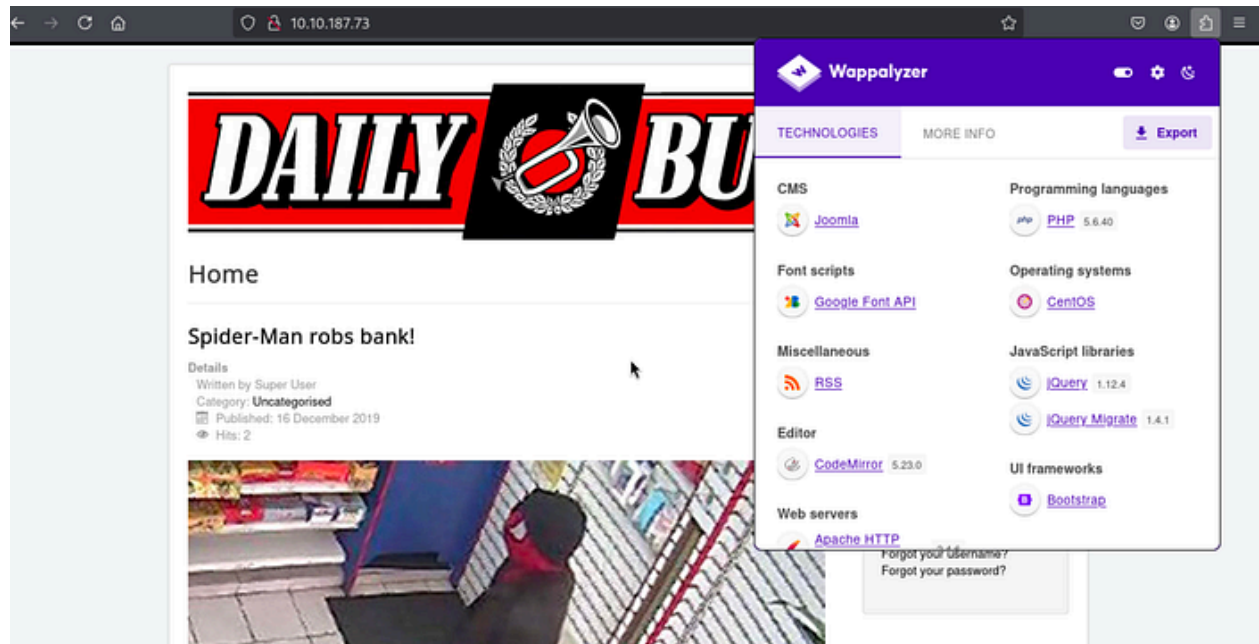 10.10.187.73
DAILY BU
Home
Spider-Man robs bank!
Details
Written by Super User
Category: Uncategorised
Published: 16 December 2019
Hits: 2
Wappalyzer
TECHNOLOGIES MORE INFO Export
CMS
Joomla
Font scripts
Google Font API
Miscellaneous
RSS
Editor
CodeMirror 5.23.0
Web servers
Apache HTTP
Programming languages
php PHP 5.6.40
Operating systems
CentOS
JavaScript libraries
jQuery 1.12.4
jQuery Migrate 1.4.1
UI frameworks
Bootstrap
Forgot your username?
Forgot your password?